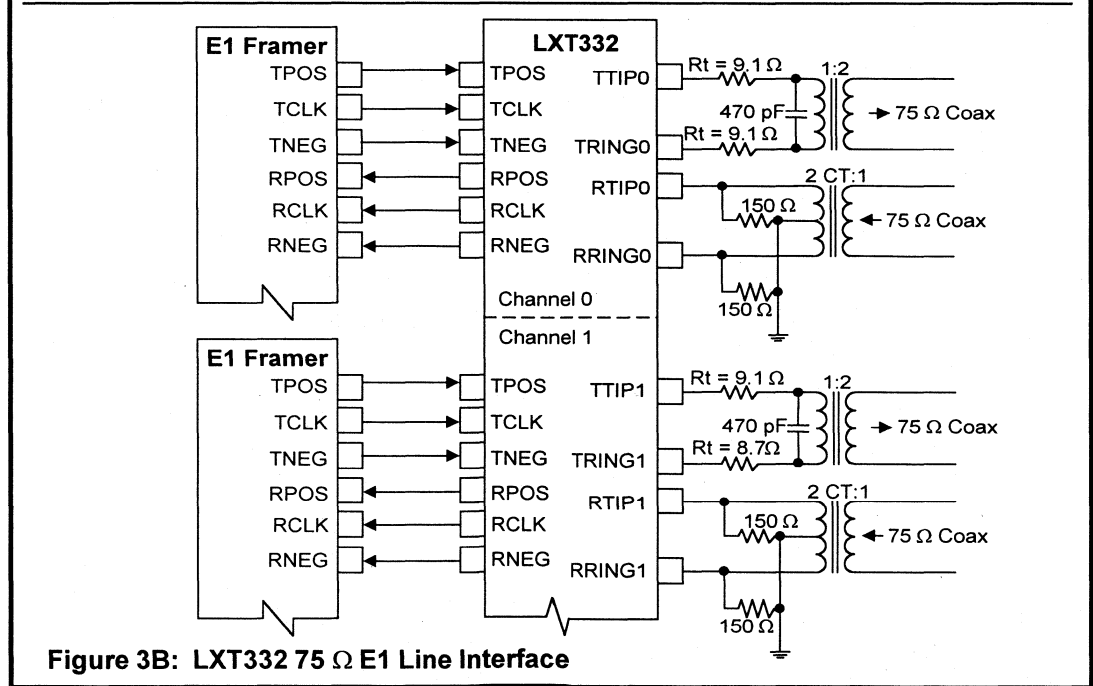 E1 Framer
TPOS
TCLK
TNEG
RPOS
RCLK
RNEG
LXT332
TPOS
TCLK
TNEG
RPOS
RCLK
RNEG
TTIP0
TRING0
RTIP0
RRING0
Channel 0
Rt = 9.1 Ω
470 pF
Rt = 9.1 Ω
1:2
75 Ω Coax
2 CT:1
150 Ω
75 Ω Coax
150 Ω
E1 Framer
TPOS
TCLK
TNEG
RPOS
RCLK
RNEG
Channel 1
TPOS
TCLK
TNEG
RPOS
RCLK
RNEG
TTIP1
TRING1
RTIP1
RRING1
Rt = 9.1 Ω
470 pF
Rt = 8.7Ω
1:2
75 Ω Coax
2 CT:1
150 Ω
75 Ω Coax
150 Ω
Figure 3B: LXT332 75 Ω E1 Line Interface